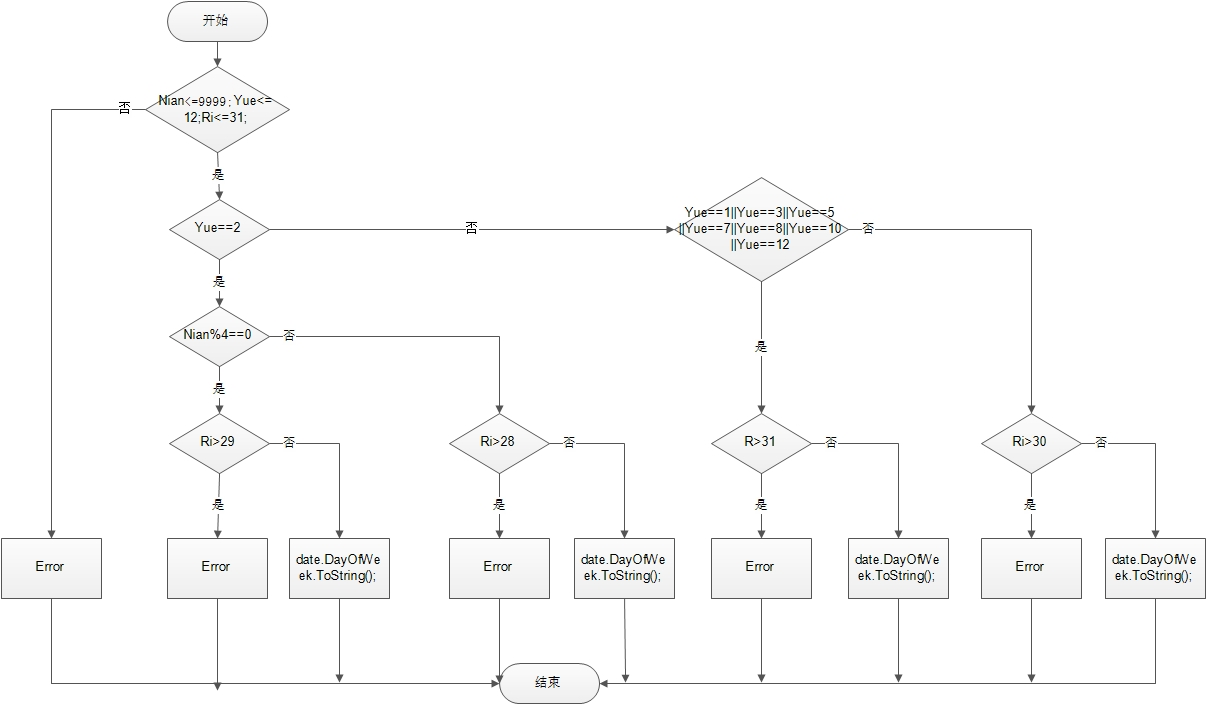 开始
Nian<=9999；Yue<=
12;Ri<=31;
否
是
Yue==2
否
Yue==1||Yue==3||Yue==5
||Yue==7||Yue==8||Yue==10
||Yue==12
否
是
Nian%4==0
否
是
是
Ri>29
否
Ri>28
否
R>31
否
Ri>30
否
是
是
是
是
Error
Error
date.DayOfWe
ek.ToString();
Error
date.DayOfWe
ek.ToString();
Error
date.DayOfWe
ek.ToString();
Error
date.DayOfWe
ek.ToString();
结束